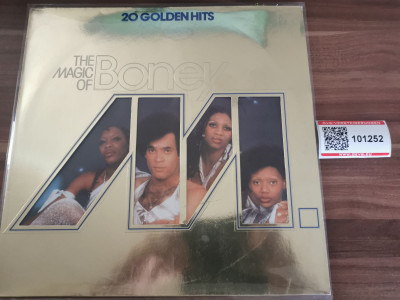 20 GOLDEN HITS
THE
MAGIC
OF
Boney
M.
101252